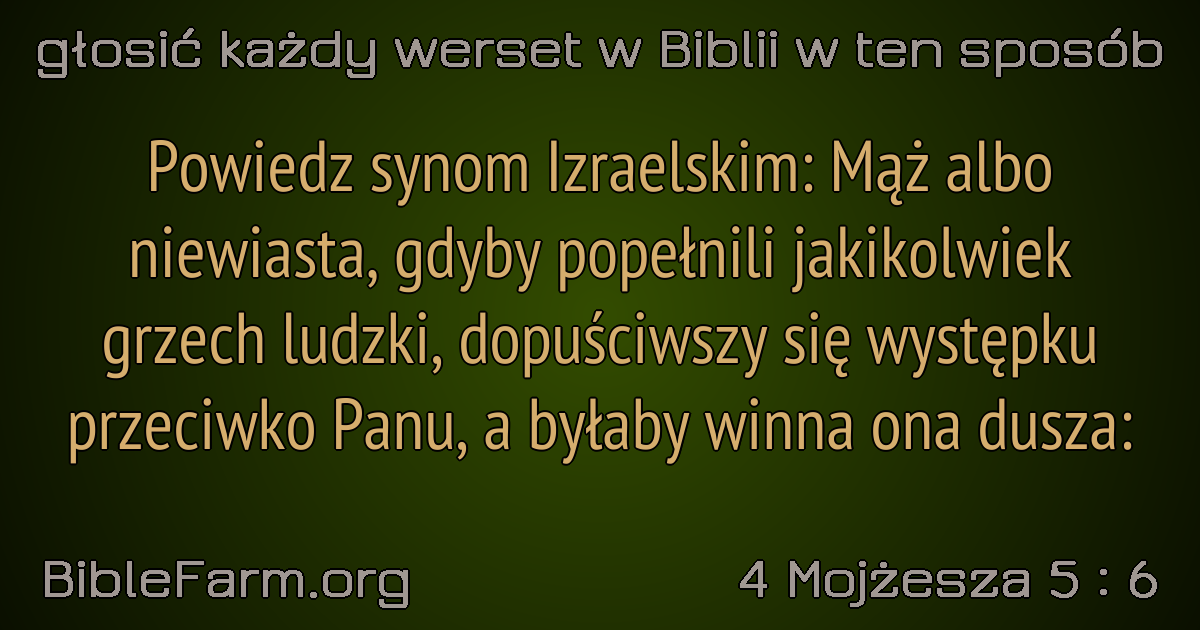 głosić każdy werset w Biblii w ten sposób
Powiedz synom Izraelskim: Mąż albo
niewiasta, gdyby popełnili jakikolwiek
grzech ludzki, dopuściwszy się występku
przeciwko Panu, a byłaby winna ona dusza:
BibleFarm.org
4 Mojżesza 5 : 6